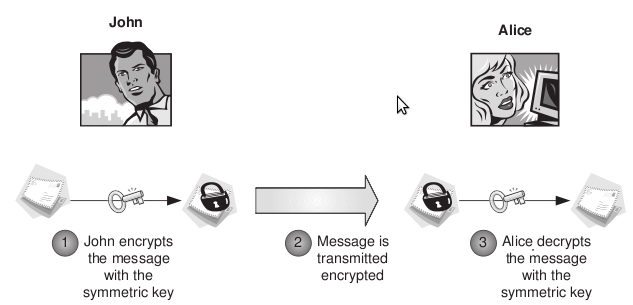 John
Alice
1 John encrypts
the message
with the
symmetric key
2 Message is
transmitted
encrypted
3 Alice decrypts
the message
with the
symmetric key